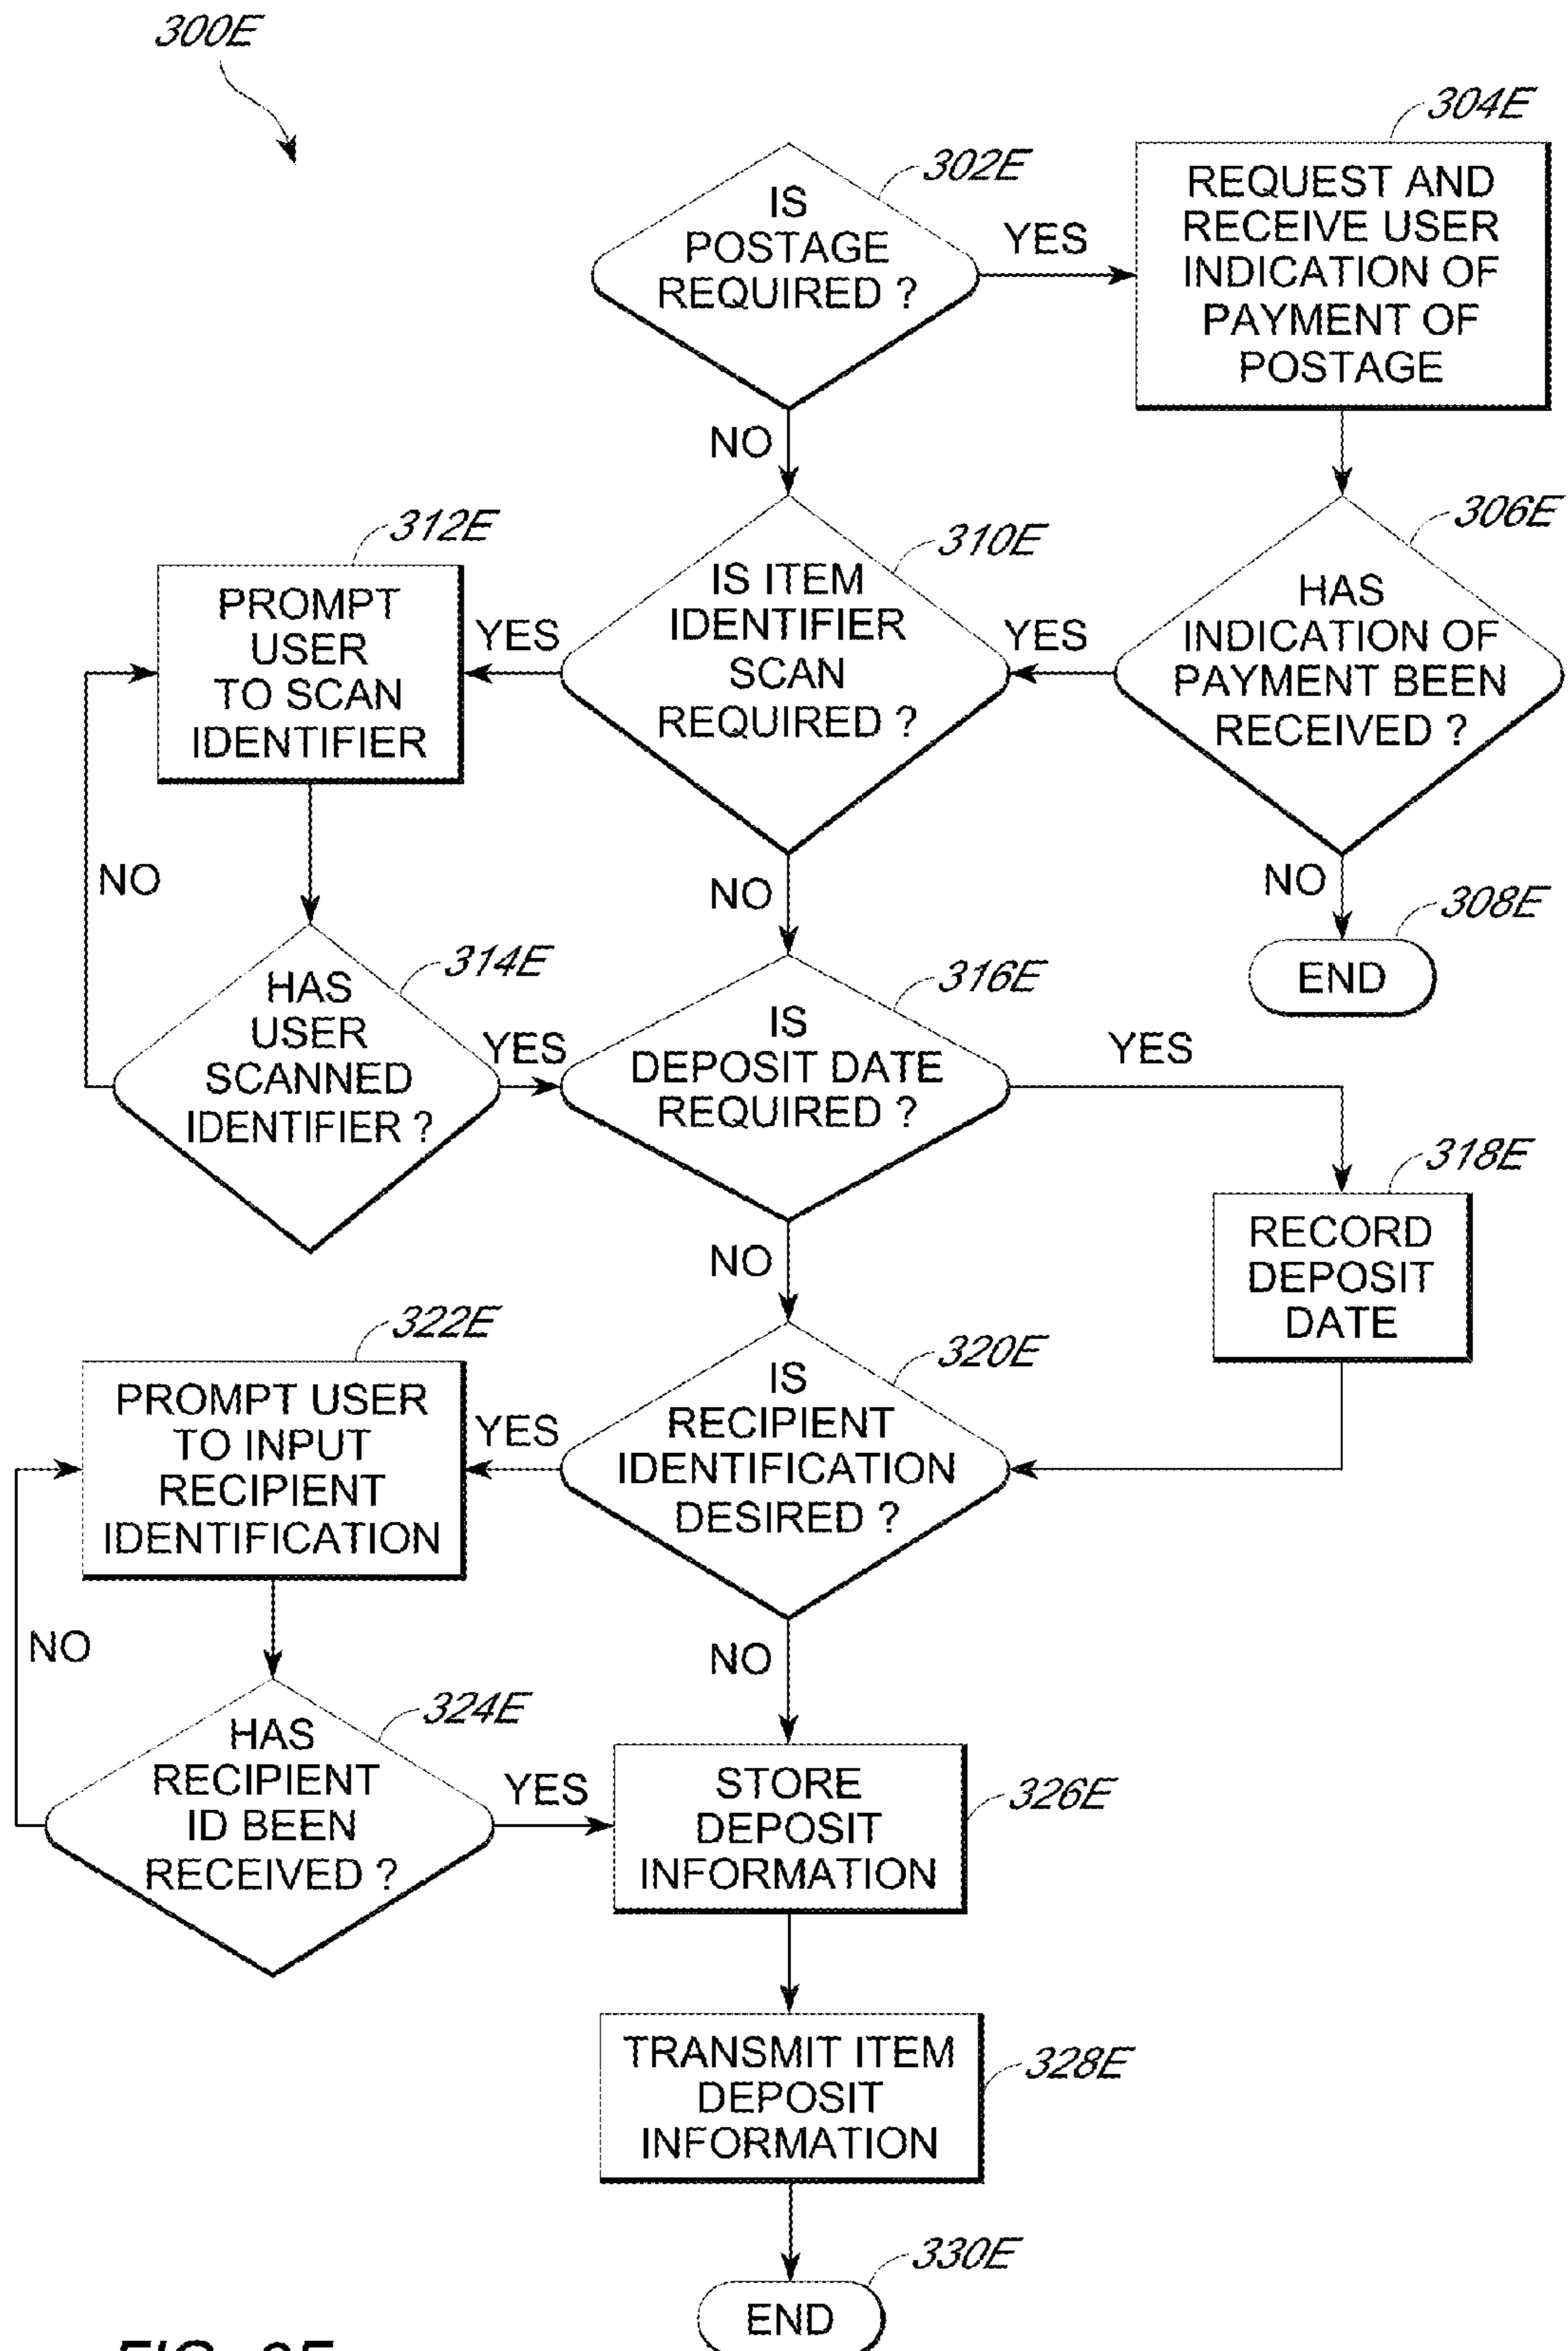 300E
302E
IS
POSTAGE
REQUIRED ?
YES
304E
REQUEST AND
RECEIVE USER
INDICATION OF
PAYMENT OF
POSTAGE
NO
306E
HAS
INDICATION OF
PAYMENT BEEN
RECEIVED ?
YES
NO
308E
END
310E
IS ITEM
IDENTIFIER
SCAN
REQUIRED ?
YES
NO
312E
PROMPT
USER
TO SCAN
IDENTIFIER
314E
HAS
USER
SCANNED
IDENTIFIER ?
NO
YES
316E
IS
DEPOSIT DATE
REQUIRED ?
YES
NO
318E
RECORD
DEPOSIT
DATE
320E
IS
RECIPIENT
IDENTIFICATION
DESIRED ?
YES
NO
322E
PROMPT USER
TO INPUT
RECIPIENT
IDENTIFICATION
324E
HAS
RECIPIENT
ID BEEN
RECEIVED ?
NO
YES
326E
STORE
DEPOSIT
INFORMATION
328E
TRANSMIT ITEM
DEPOSIT
INFORMATION
330E
END